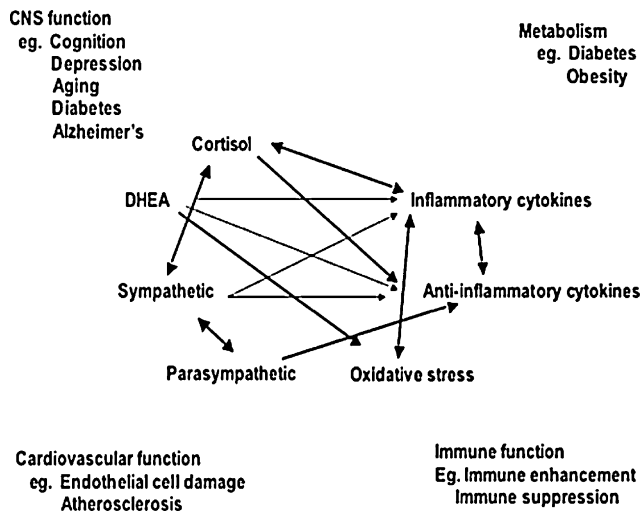 CNS function
eg. Cognition
Depression
Aging
Diabetes
Alzheimer's
Metabolism
eg. Diabetes
Obesity
Cortisol
DHEA
Inflammatory cytokines
Sympathetic
Anti-inflammatory cytokines
Parasympathetic
Oxidative stress
Cardiovascular function
eg. Endothelial cell damage
Atherosclerosis
Immune function
Eg. Immune enhancement
Immune suppression